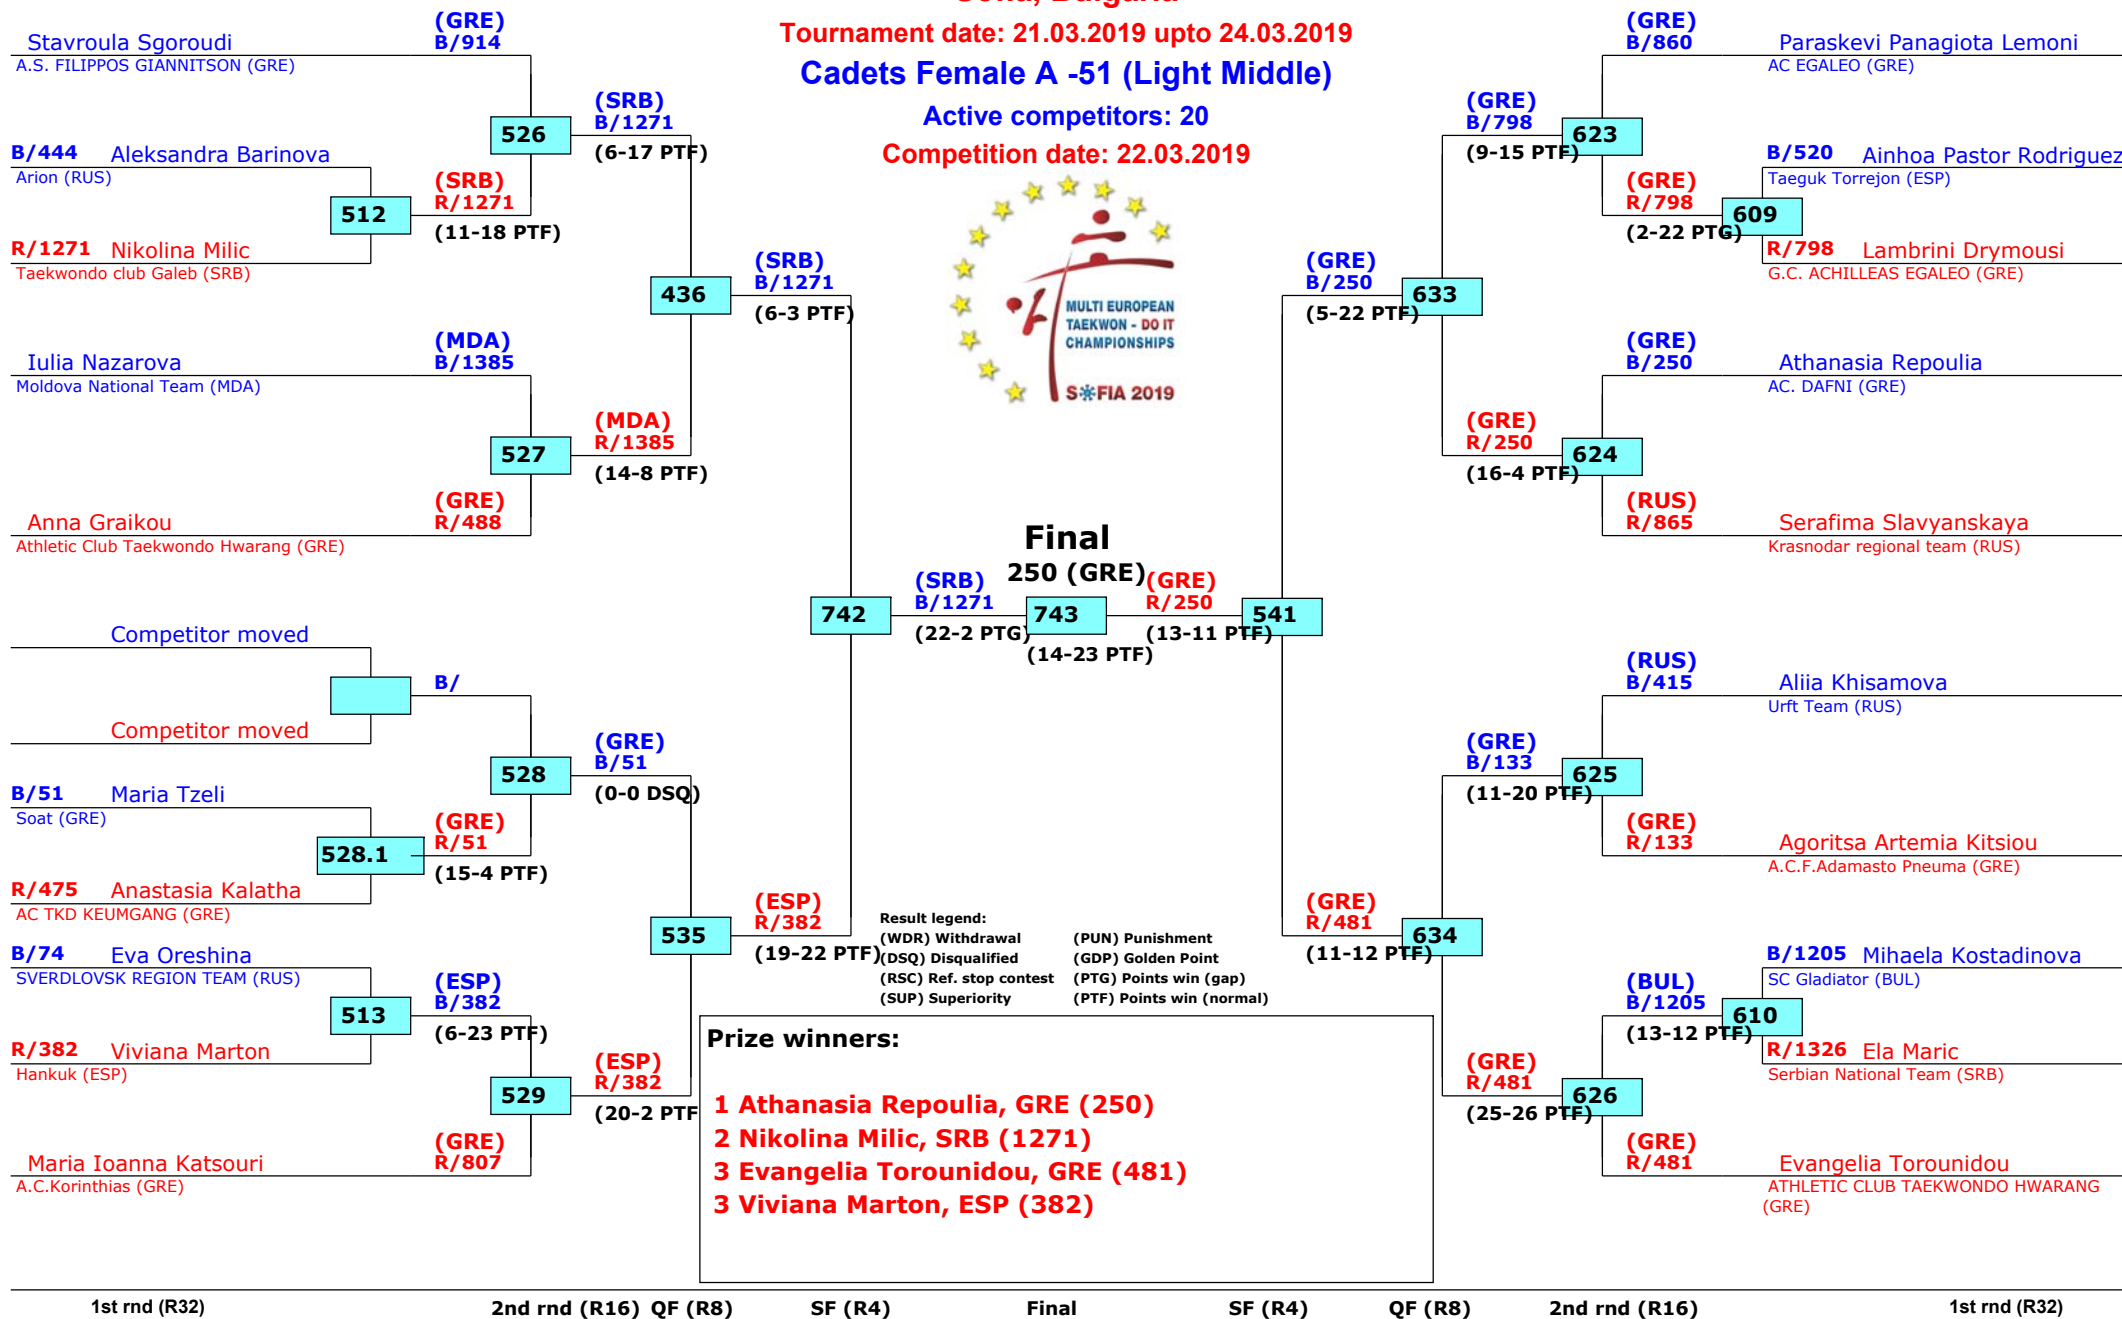 Sofia, Bulgaria
Tournament date: 21.03.2019 upto 24.03.2019
Cadets Female A -51 (Light Middle)
Active competitors: 20
Competition date: 22.03.2019
MULTI EUROPEAN
TAEKWON - DO IT
CHAMPIONSHIPS
SOFIA 2019
(GRE)
Stavroula Sgoroudi B/914
A.S. FILIPPOS GIANNITSON (GRE)
(SRB)
B/1271
526
(6-17 PTF)
B/444 Aleksandra Barinova
Arion (RUS)
(SRB)
R/1271
512
(11-18 PTF)
R/1271 Nikolina Milic
Taekwondo club Galeb (SRB)
(SRB)
B/1271
436
(6-3 PTF)
(MDA)
Iulia Nazarova B/1385
Moldova National Team (MDA)
(MDA)
R/1385
527
(14-8 PTF)
(GRE)
Anna Graikou R/488
Athletic Club Taekwondo Hwarang (GRE)
(SRB)
B/1271
742
(22-2 PTG)
Competitor moved
B/
Competitor moved
(GRE)
B/51
528
(0-0 DSQ)
B/51 Maria Tzeli
Soat (GRE)
(GRE)
R/51
528.1
(15-4 PTF)
R/475 Anastasia Kalatha
AC TKD KEUMGANG (GRE)
(ESP)
R/382
535
(19-22 PTF)
B/74 Eva Oreshina
SVERDLOVSK REGION TEAM (RUS)
(ESP)
B/382
513
(6-23 PTF)
R/382 Viviana Marton
Hankuk (ESP)
(ESP)
R/382
529
(20-2 PTF
(GRE)
Maria Ioanna Katsouri R/807
A.C.Korinthias (GRE)
Final
250 (GRE)
743
(14-23 PTF)
(GRE)
R/250
541
(13-11 PTF)
(GRE)
B/860 Paraskevi Panagiota Lemoni
AC EGALEO (GRE)
(GRE)
B/798
623
(9-15 PTF)
B/520 Ainhoa Pastor Rodriguez
Taeguk Torrejon (ESP)
(GRE)
R/798
609
(2-22 PTG)
R/798 Lambrini Drymousi
G.C. ACHILLEAS EGALEO (GRE)
(GRE)
B/250
633
(5-22 PTF)
(GRE)
B/250 Athanasia Repoulia
AC. DAFNI (GRE)
(GRE)
R/250
624
(16-4 PTF)
(RUS)
R/865 Serafima Slavyanskaya
Krasnodar regional team (RUS)
(RUS)
B/415 Aliia Khisamova
Urft Team (RUS)
(GRE)
B/133
625
(11-20 PTF)
(GRE)
R/133 Agoritsa Artemia Kitsiou
A.C.F.Adamasto Pneuma (GRE)
(GRE)
R/481
634
(11-12 PTF)
B/1205 Mihaela Kostadinova
SC Gladiator (BUL)
(BUL)
B/1205
610
(13-12 PTF)
R/1326 Ela Maric
Serbian National Team (SRB)
(GRE)
R/481
626
(25-26 PTF)
(GRE)
R/481 Evangelia Torounidou
ATHLETIC CLUB TAEKWONDO HWARANG
(GRE)
Result legend:
(WDR) Withdrawal (PUN) Punishment
(DSQ) Disqualified (GDP) Golden Point
(RSC) Ref. stop contest (PTG) Points win (gap)
(SUP) Superiority (PTF) Points win (normal)
Prize winners:
1 Athanasia Repoulia, GRE (250)
2 Nikolina Milic, SRB (1271)
3 Evangelia Torounidou, GRE (481)
3 Viviana Marton, ESP (382)
1st rnd (R32) 2nd rnd (R16) QF (R8) SF (R4) Final SF (R4) QF (R8) 2nd rnd (R16) 1st rnd (R32)